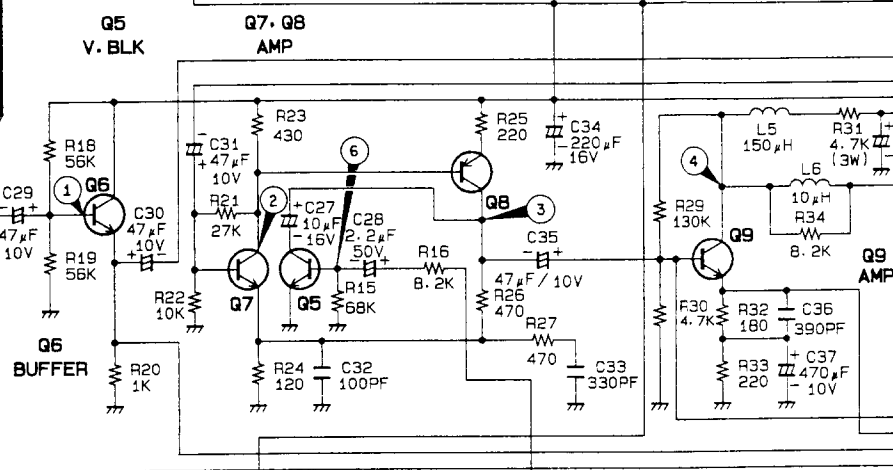 Q5
V.BLK
Q7, Q8
AMP
R18
56K
1
Q6
C29
47μF
10V
C30
47μF
10V
R19
56K
Q6
BUFFER
R20
1K
C31
47μF
10V
R23
430
R21
27K
2
R22
10K
Q7
R24
120
C32
100PF
6
C27
10μF
16V
C28
2.2μF
50V
Q5
R15
68K
R16
8.2K
R25
220
Q8
3
C35
47μF/10V
R26
470
R27
470
C33
330PF
C34
220μF
16V
4
R29
130K
Q9
R30
4.7K
R32
180
C36
390PF
R33
220
C37
470μF
10V
L5
150μH
R31
4.7K
(3W)
L6
10μH
R34
8.2K
Q9
AMP